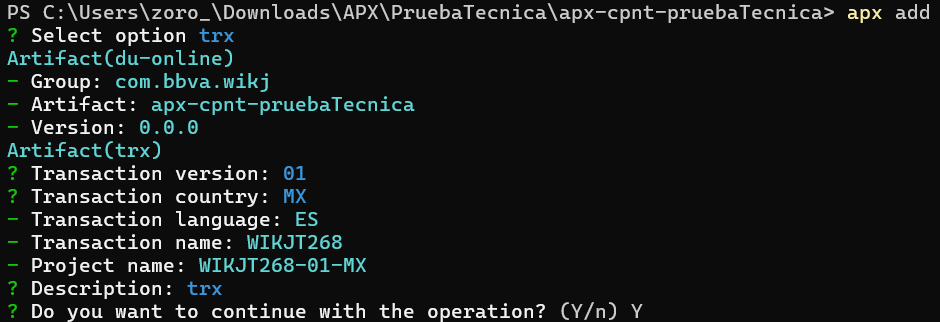 PS C:\Users\zoro_\Downloads\APX\PruebaTecnica\apx-cpnt-pruebaTecnica> apx add
? Select option trx
Artifact(du-online)
- Group: com.bbva.wikj
- Artifact: apx-cpnt-pruebaTecnica
- Version: 0.0.0
Artifact(trx)
? Transaction version: 01
? Transaction country: MX
- Transaction language: ES
- Transaction name: WIKJT268
- Project name: WIKJT268-01-MX
? Description: trx
? Do you want to continue with the operation? (Y/n) Y